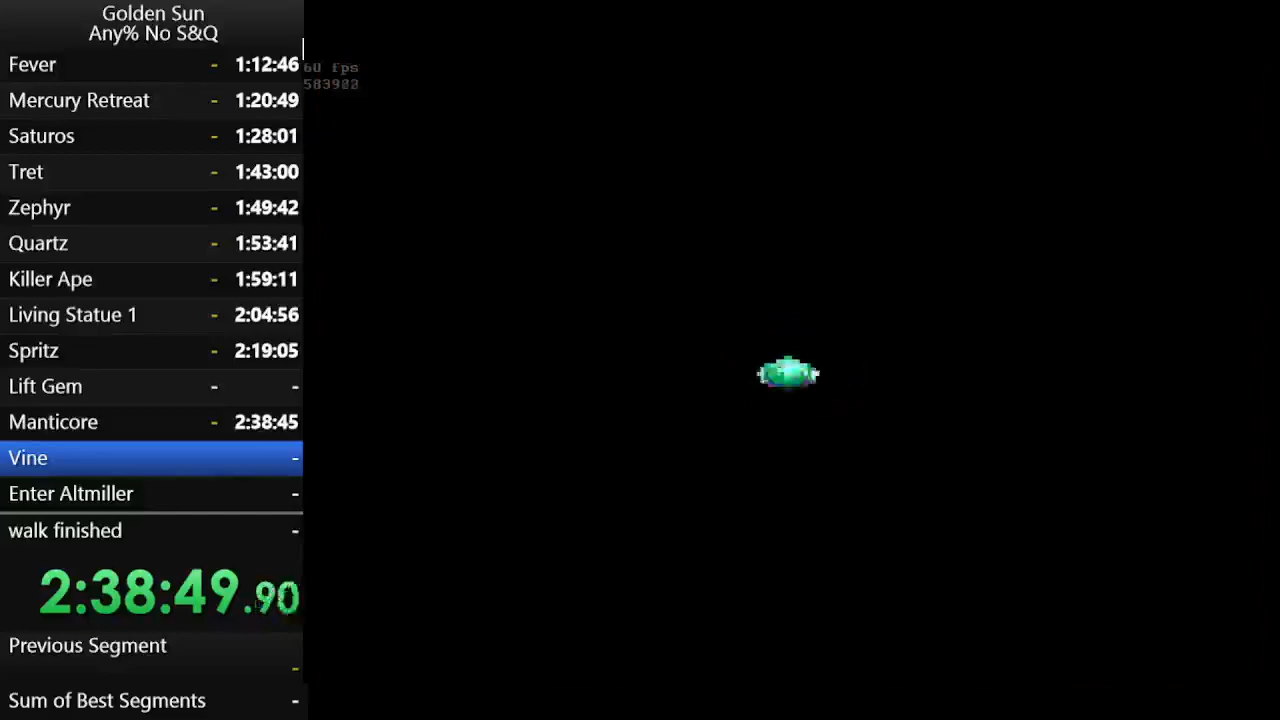 Golden Sun
Any% No S&Q
Fever - 1:12:46
Mercury Retreat - 1:20:49
Saturos - 1:28:01
Tret - 1:43:00
Zephyr - 1:49:42
Quartz - 1:53:41
Killer Ape - 1:59:11
Living Statue 1 - 2:04:56
Spritz - 2:19:05
Lift Gem - -
Manticore - 2:38:45
Vine -
Enter Altmiller -
walk finished -
2:38:49.90
Previous Segment
-
Sum of Best Segments -
60 fps